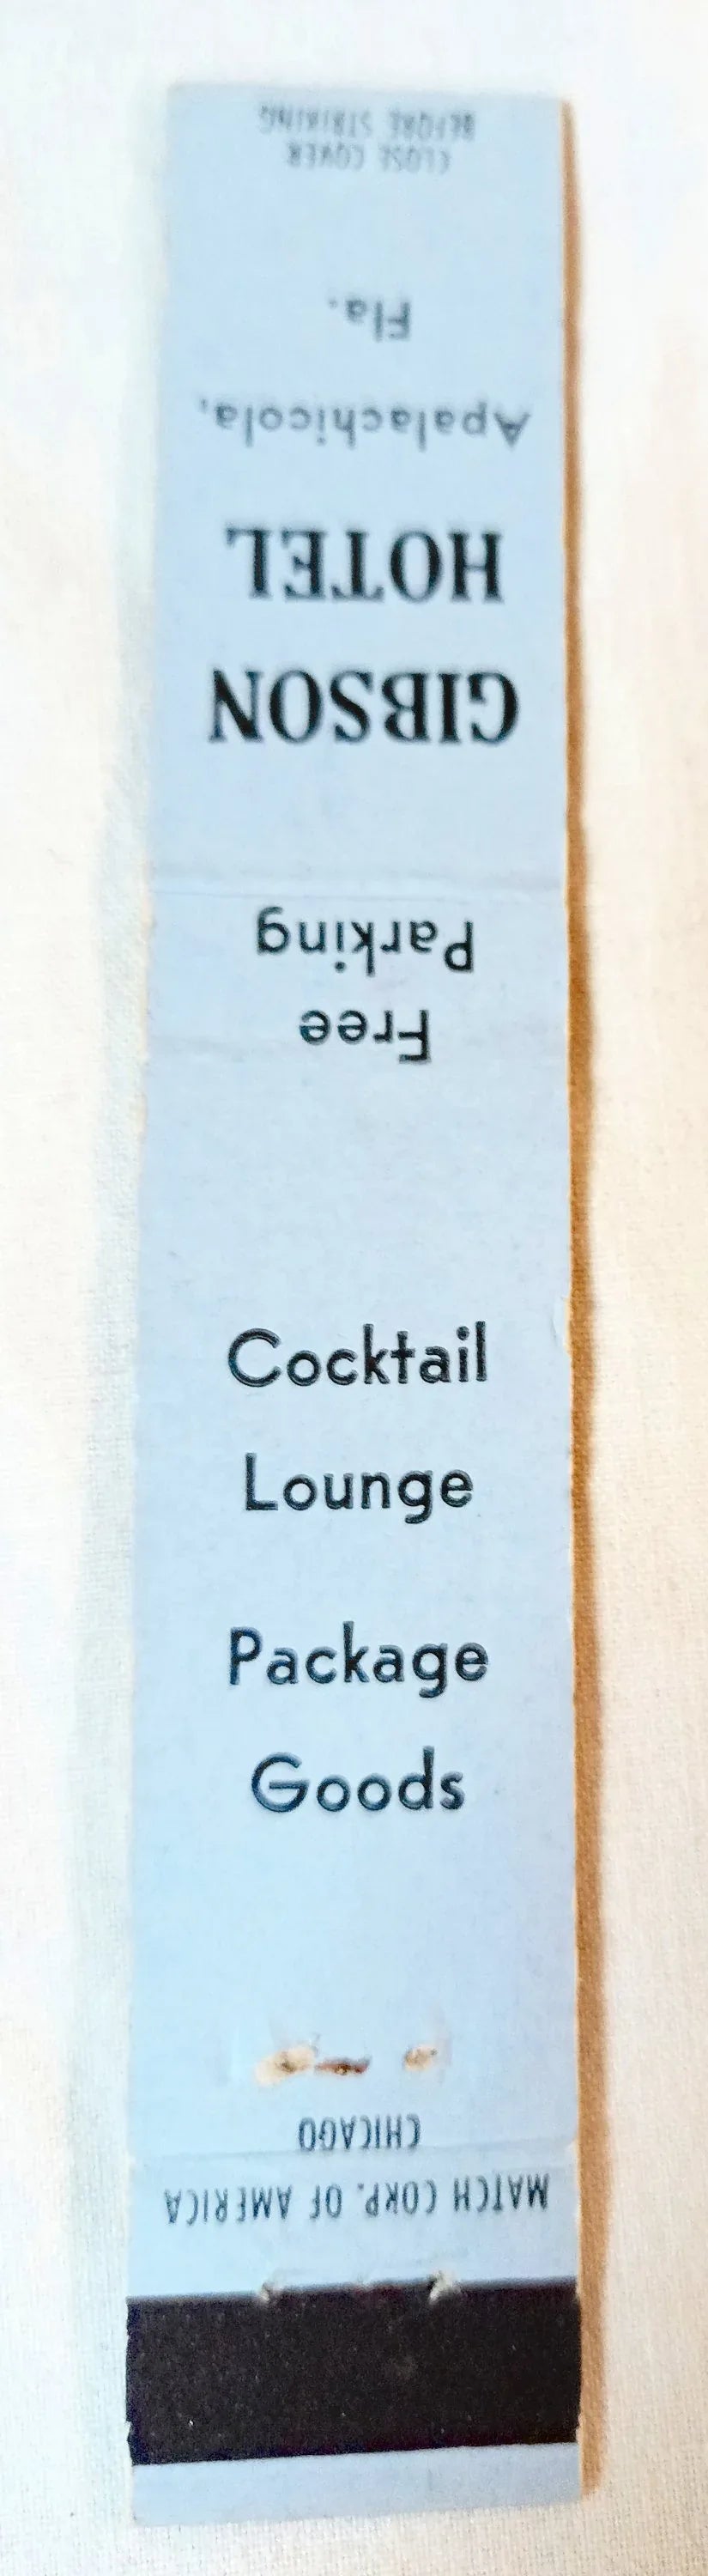 GIBSON
HOTEL
Apalachicola,
Fla.
CLOSE COVER
BEFORE STRIKING
Free
Parking
Cocktail
Lounge
Package
Goods
MATCH CORP. OF AMERICA
CHICAGO